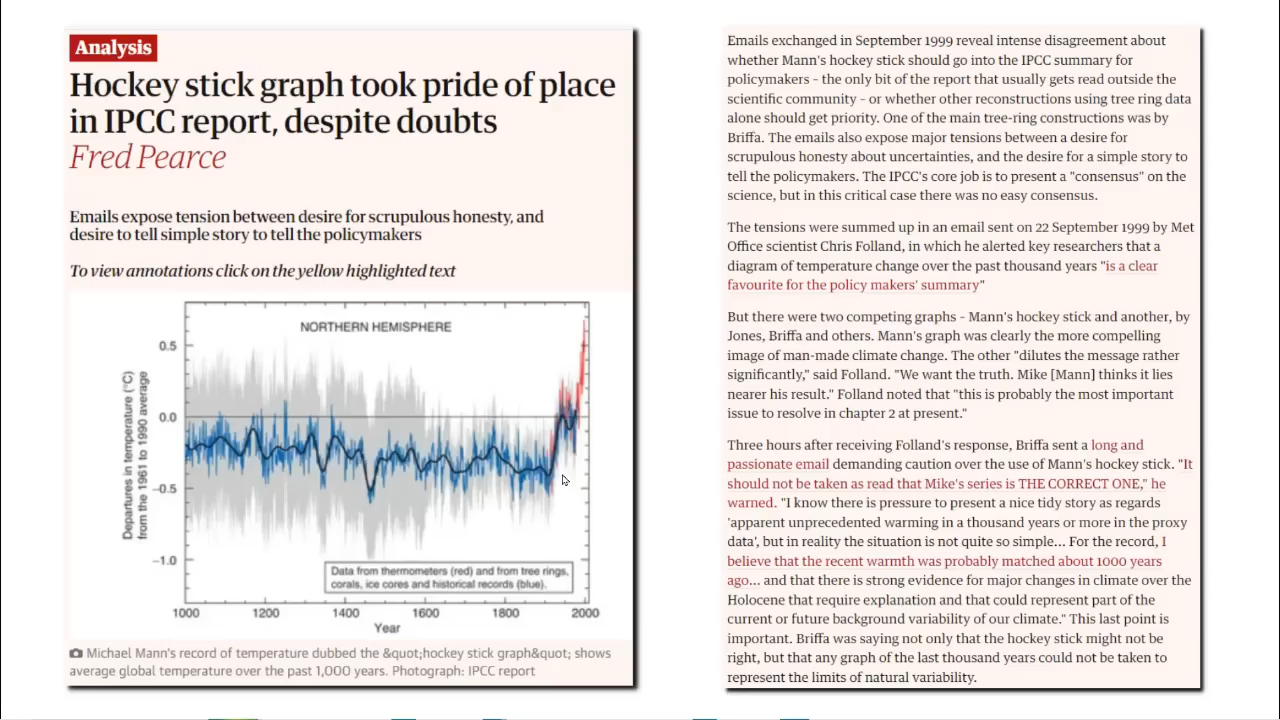 Analysis
Hockey stick graph took pride of place
in IPCC report, despite doubts
Fred Pearce
Emails expose tension between desire for scrupulous honesty, and
desire to tell simple story to tell the policymakers
To view annotations click on the yellow highlighted text
NORTHERN HEMISPHERE
Departures in temperature (°C)
from the 1961 to 1990 average
0.5
0.0
−0.5
−1.0
Data from thermometers (red) and from tree rings,
corals, ice cores and historical records (blue).
1000 1200 1400 1600 1800 2000
Year
Michael Mann's record of temperature dubbed the &quot;hockey stick graph&quot; shows
average global temperature over the past 1,000 years. Photograph: IPCC report
Emails exchanged in September 1999 reveal intense disagreement about
whether Mann's hockey stick should go into the IPCC summary for
policymakers – the only bit of the report that usually gets read outside the
scientific community – or whether other reconstructions using tree ring data
alone should get priority. One of the main tree-ring constructions was by
Briffa. The emails also expose major tensions between a desire for
scrupulous honesty about uncertainties, and the desire for a simple story to
tell the policymakers. The IPCC's core job is to present a "consensus" on the
science, but in this critical case there was no easy consensus.
The tensions were summed up in an email sent on 22 September 1999 by Met
Office scientist Chris Folland, in which he alerted key researchers that a
diagram of temperature change over the past thousand years "is a clear
favourite for the policy makers' summary"
But there were two competing graphs – Mann's hockey stick and another, by
Jones, Briffa and others. Mann's graph was clearly the more compelling
image of man-made climate change. The other "dilutes the message rather
significantly," said Folland. "We want the truth. Mike [Mann] thinks it lies
nearer his result." Folland noted that "this is probably the most important
issue to resolve in chapter 2 at present."
Three hours after receiving Folland's response, Briffa sent a long and
passionate email demanding caution over the use of Mann's hockey stick. "It
should not be taken as read that Mike's series is THE CORRECT ONE," he
warned. "I know there is pressure to present a nice tidy story as regards
'apparent unprecedented warming in a thousand years or more in the proxy
data', but in reality the situation is not quite so simple... For the record, I
believe that the recent warmth was probably matched about 1000 years
ago... and that there is strong evidence for major changes in climate over the
Holocene that require explanation and that could represent part of the
current or future background variability of our climate." This last point is
important. Briffa was saying not only that the hockey stick might not be
right, but that any graph of the last thousand years could not be taken to
represent the limits of natural variability.